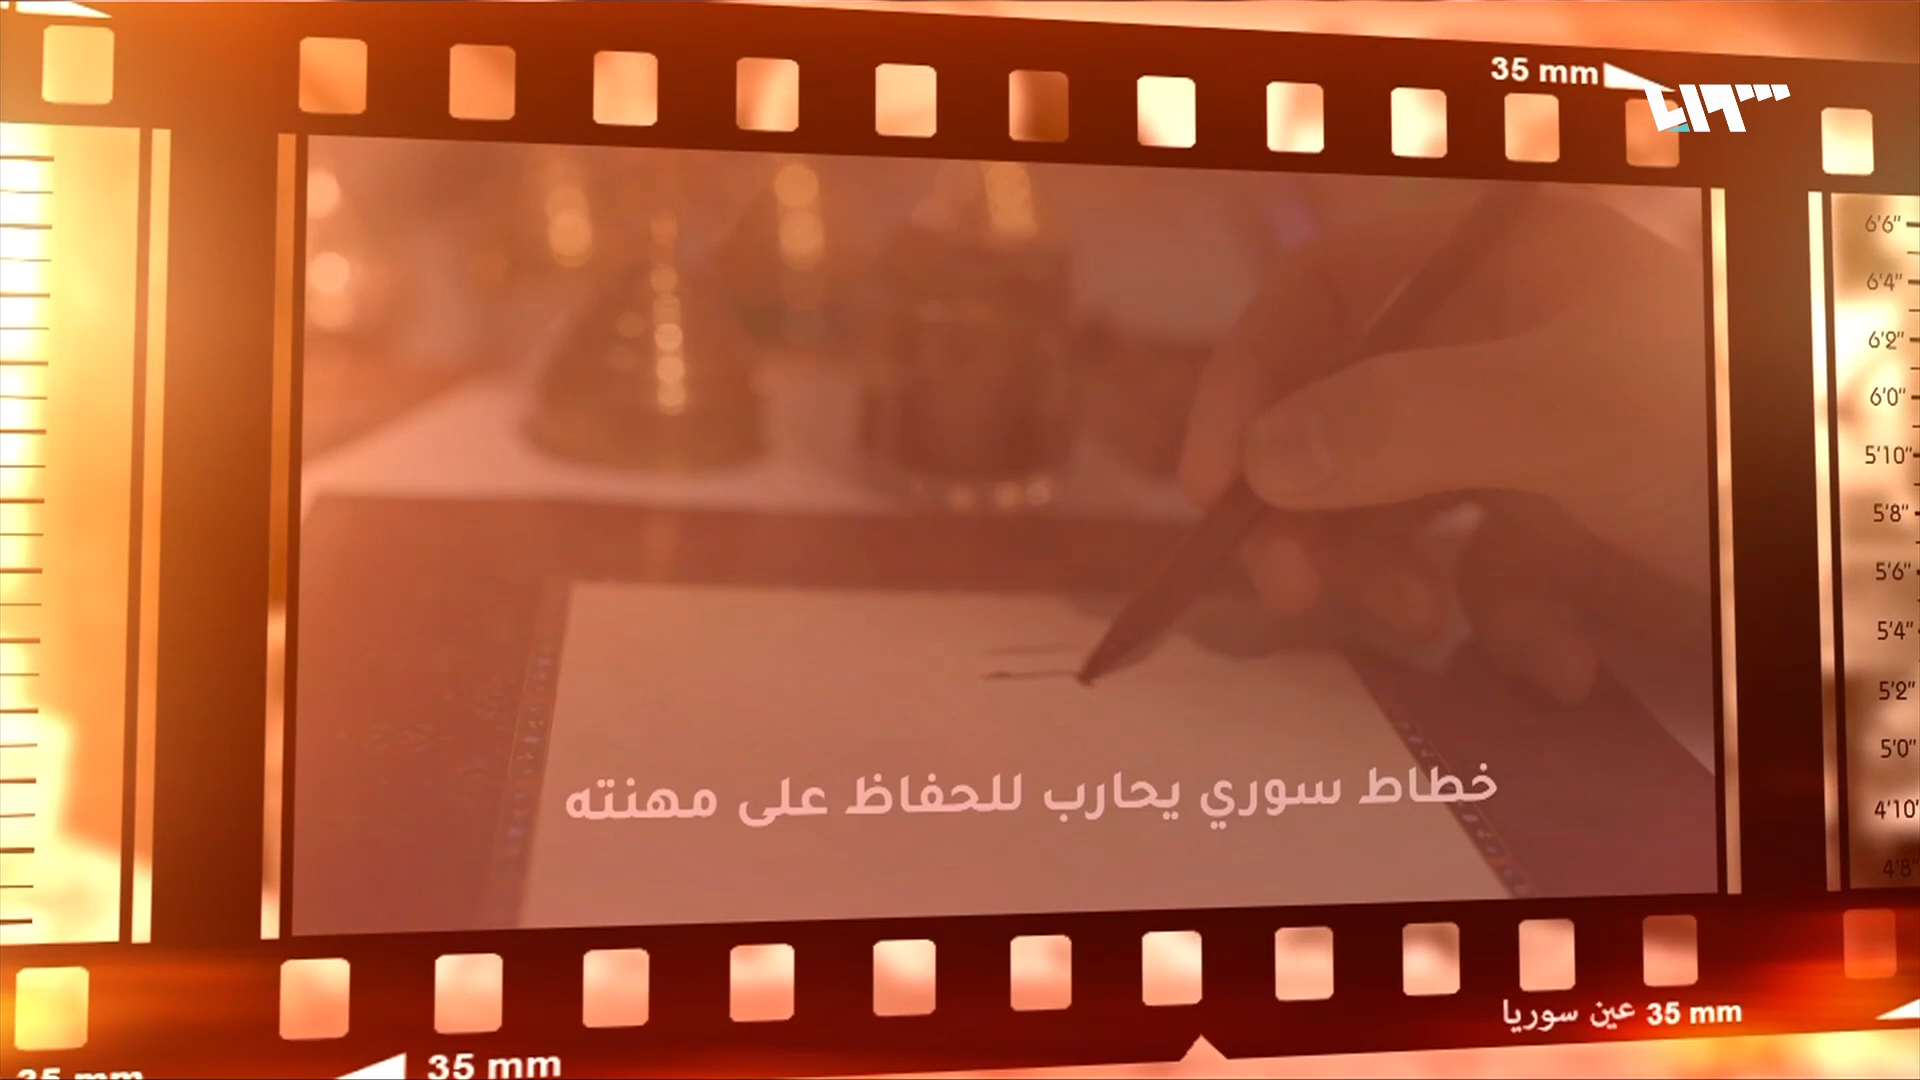 35 mm
6'6"
6'4"
6'2"
6'0"
5'10"
5'8"
5'6"
5'4"
5'2"
5'0"
4'10"
4'8"
خطاط سوري يحارب للحفاظ على مهنته
35 mm عين سوريا
35 mm
35 mm